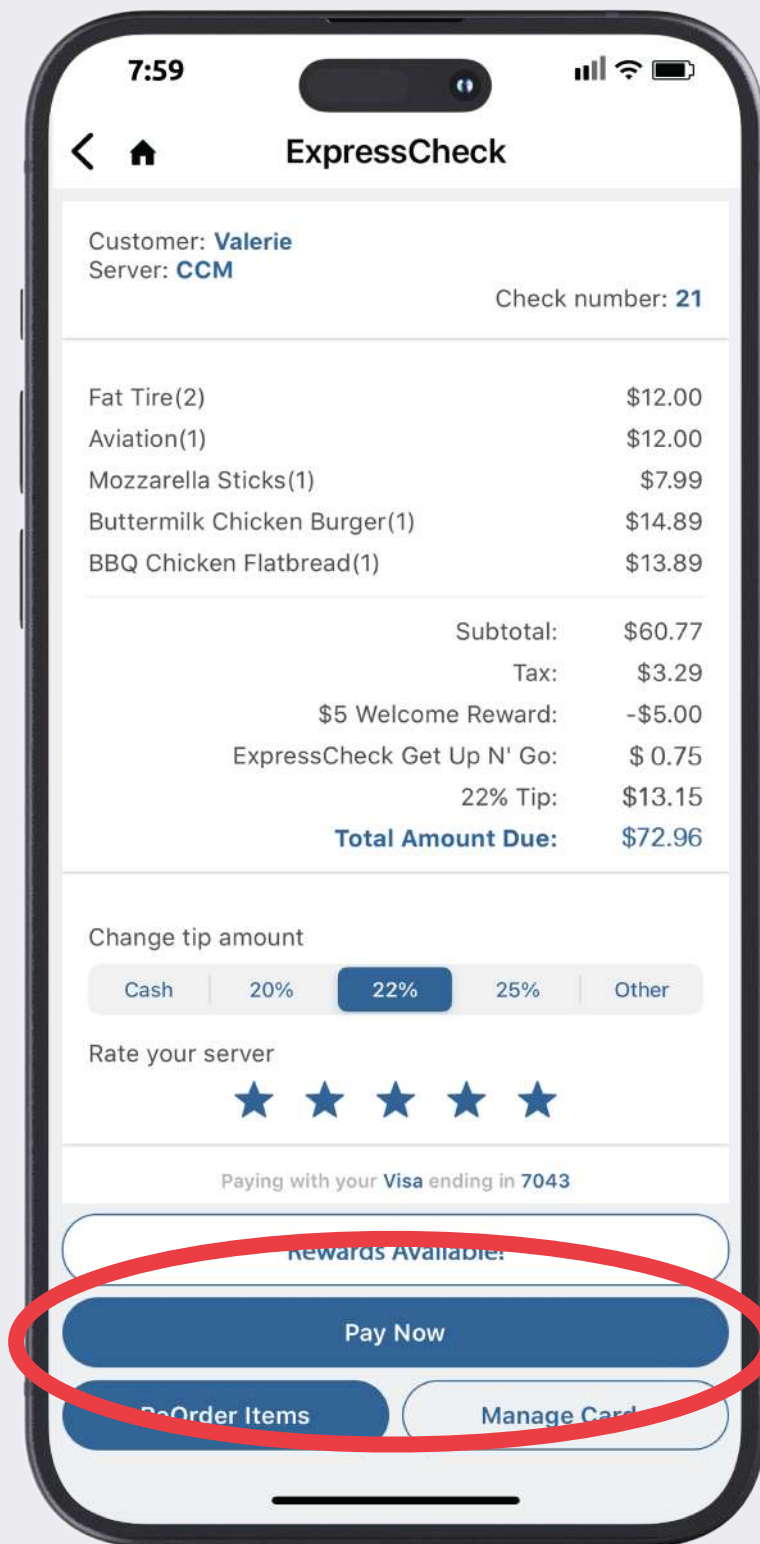 7:59
ExpressCheck
Customer: Valerie
Server: CCM
Check number: 21
Fat Tire(2) $12.00
Aviation(1) $12.00
Mozzarella Sticks(1) $7.99
Buttermilk Chicken Burger(1) $14.89
BBQ Chicken Flatbread(1) $13.89
Subtotal: $60.77
Tax: $3.29
$5 Welcome Reward: -$5.00
ExpressCheck Get Up N' Go: $ 0.75
22% Tip: $13.15
Total Amount Due: $72.96
Change tip amount
Cash 20% 22% 25% Other
Rate your server
Paying with your Visa ending in 7043
Rewards Available!
Pay Now
ReOrder Items Manage Card